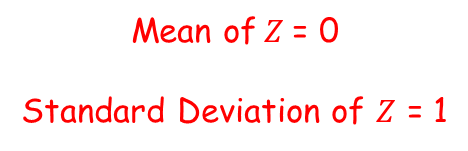 Mean of Z = 0
Standard Deviation of Z = 1